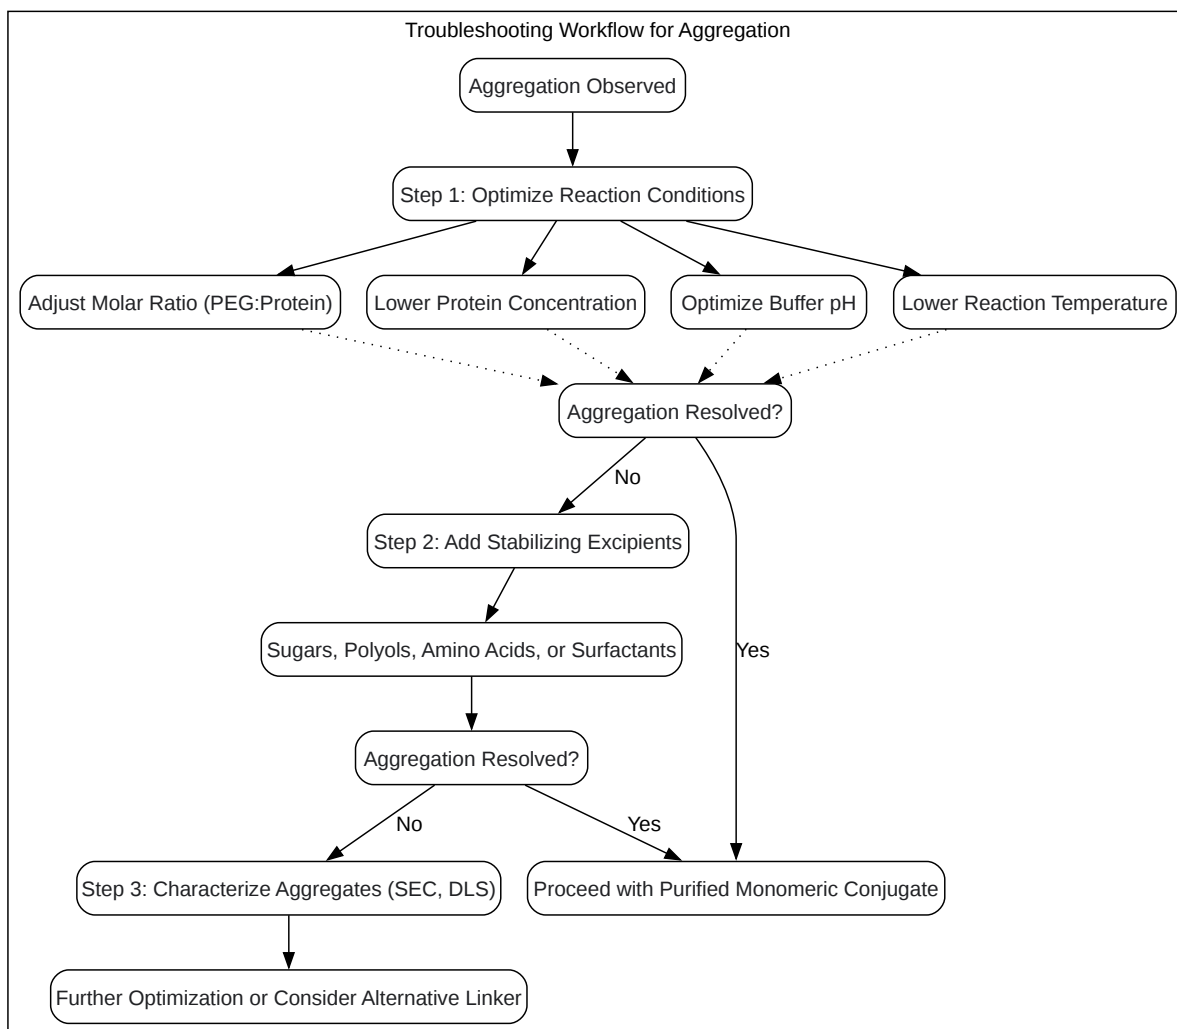 Troubleshooting Workflow for Aggregation
Aggregation Observed
Step 1: Optimize Reaction Conditions
Adjust Molar Ratio (PEG:Protein)
Lower Protein Concentration
Optimize Buffer pH
Lower Reaction Temperature
Aggregation Resolved?
No
Step 2: Add Stabilizing Excipients
Sugars, Polyols, Amino Acids, or Surfactants
Yes
Aggregation Resolved?
No
Yes
Step 3: Characterize Aggregates (SEC, DLS)
Proceed with Purified Monomeric Conjugate
Further Optimization or Consider Alternative Linker